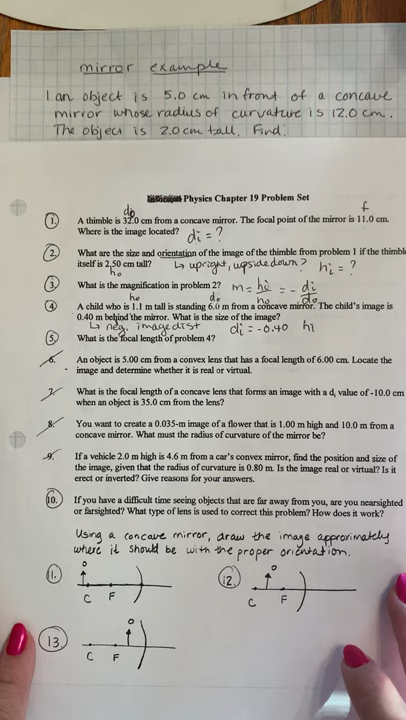 mirror example
1. an object is 5.0 cm in front of a concave
mirror whose radius of curvature is 12.0 cm.
The object is 2.0 cm tall. Find:
Physics Chapter 19 Problem Set
do
f
1. A thimble is 32.0 cm from a concave mirror. The focal point of the mirror is 11.0 cm.
Where is the image located? di = ?
2. What are the size and orientation of the image of the thimble from problem 1 if the thimble
itself is 2.50 cm tall? ↳ upright, upside down? hi = ?
ho
3. What is the magnification in problem 2? m = hi/ho = - di/do
ho do
4. A child who is 1.1 m tall is standing 6.0 m from a concave mirror. The child's image is
0.40 m behind the mirror. What is the size of the image?
↳ neg. image dist di = -0.40 hi
5. What is the focal length of problem 4?
6. An object is 5.00 cm from a convex lens that has a focal length of 6.00 cm. Locate the
image and determine whether it is real or virtual.
7. What is the focal length of a concave lens that forms an image with a di value of -10.0 cm
when an object is 35.0 cm from the lens?
8. You want to create a 0.035-m image of a flower that is 1.00 m high and 10.0 m from a
concave mirror. What must the radius of curvature of the mirror be?
9. If a vehicle 2.0 m high is 4.6 m from a car's convex mirror, find the position and size of
the image, given that the radius of curvature is 0.80 m. Is the image real or virtual? Is it
erect or inverted? Give reasons for your answers.
10. If you have a difficult time seeing objects that are far away from you, are you nearsighted
or farsighted? What type of lens is used to correct this problem? How does it work?
Using a concave mirror, draw the image approximately
where it should be with the proper orientation.
11. O C F
12. O C F
13. O C F